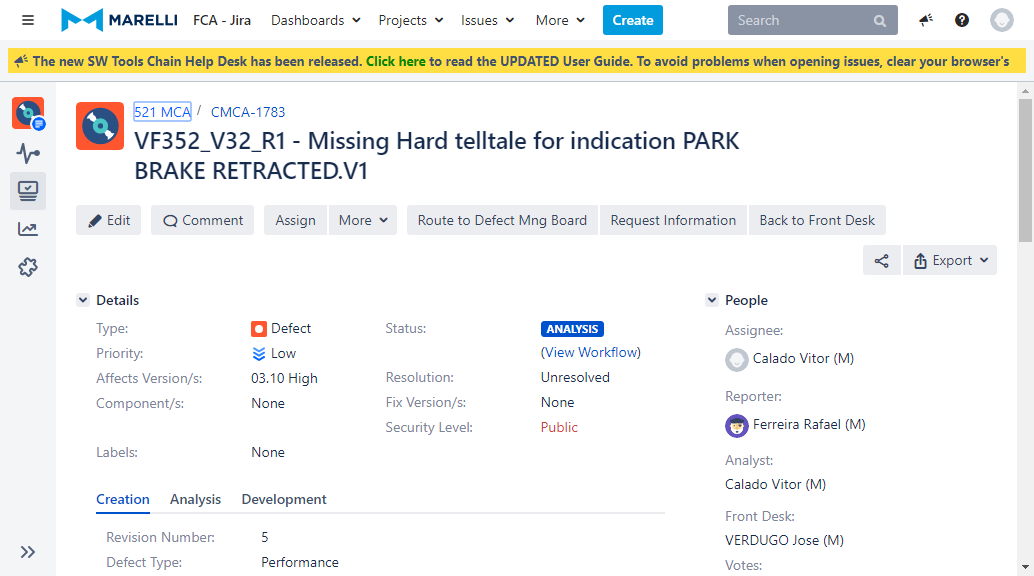 MARELLI FCA - Jira Dashboards Projects Issues More Create Search
The new SW Tools Chain Help Desk has been released. Click here to read the UPDATED User Guide. To avoid problems when opening issues, clear your browser's
521 MCA / CMCA-1783
VF352_V32_R1 - Missing Hard telltale for indication PARK
BRAKE RETRACTED.V1
Edit Comment Assign More Route to Defect Mng Board Request Information Back to Front Desk
Export
Details
Type: Defect
Priority: Low
Affects Version/s: 03.10 High
Component/s: None
Labels: None
Status: ANALYSIS
(View Workflow)
Resolution: Unresolved
Fix Version/s: None
Security Level: Public
Creation Analysis Development
Revision Number: 5
Defect Type: Performance
People
Assignee:
Calado Vitor (M)
Reporter:
Ferreira Rafael (M)
Analyst:
Calado Vitor (M)
Front Desk:
VERDUGO Jose (M)
Votes: